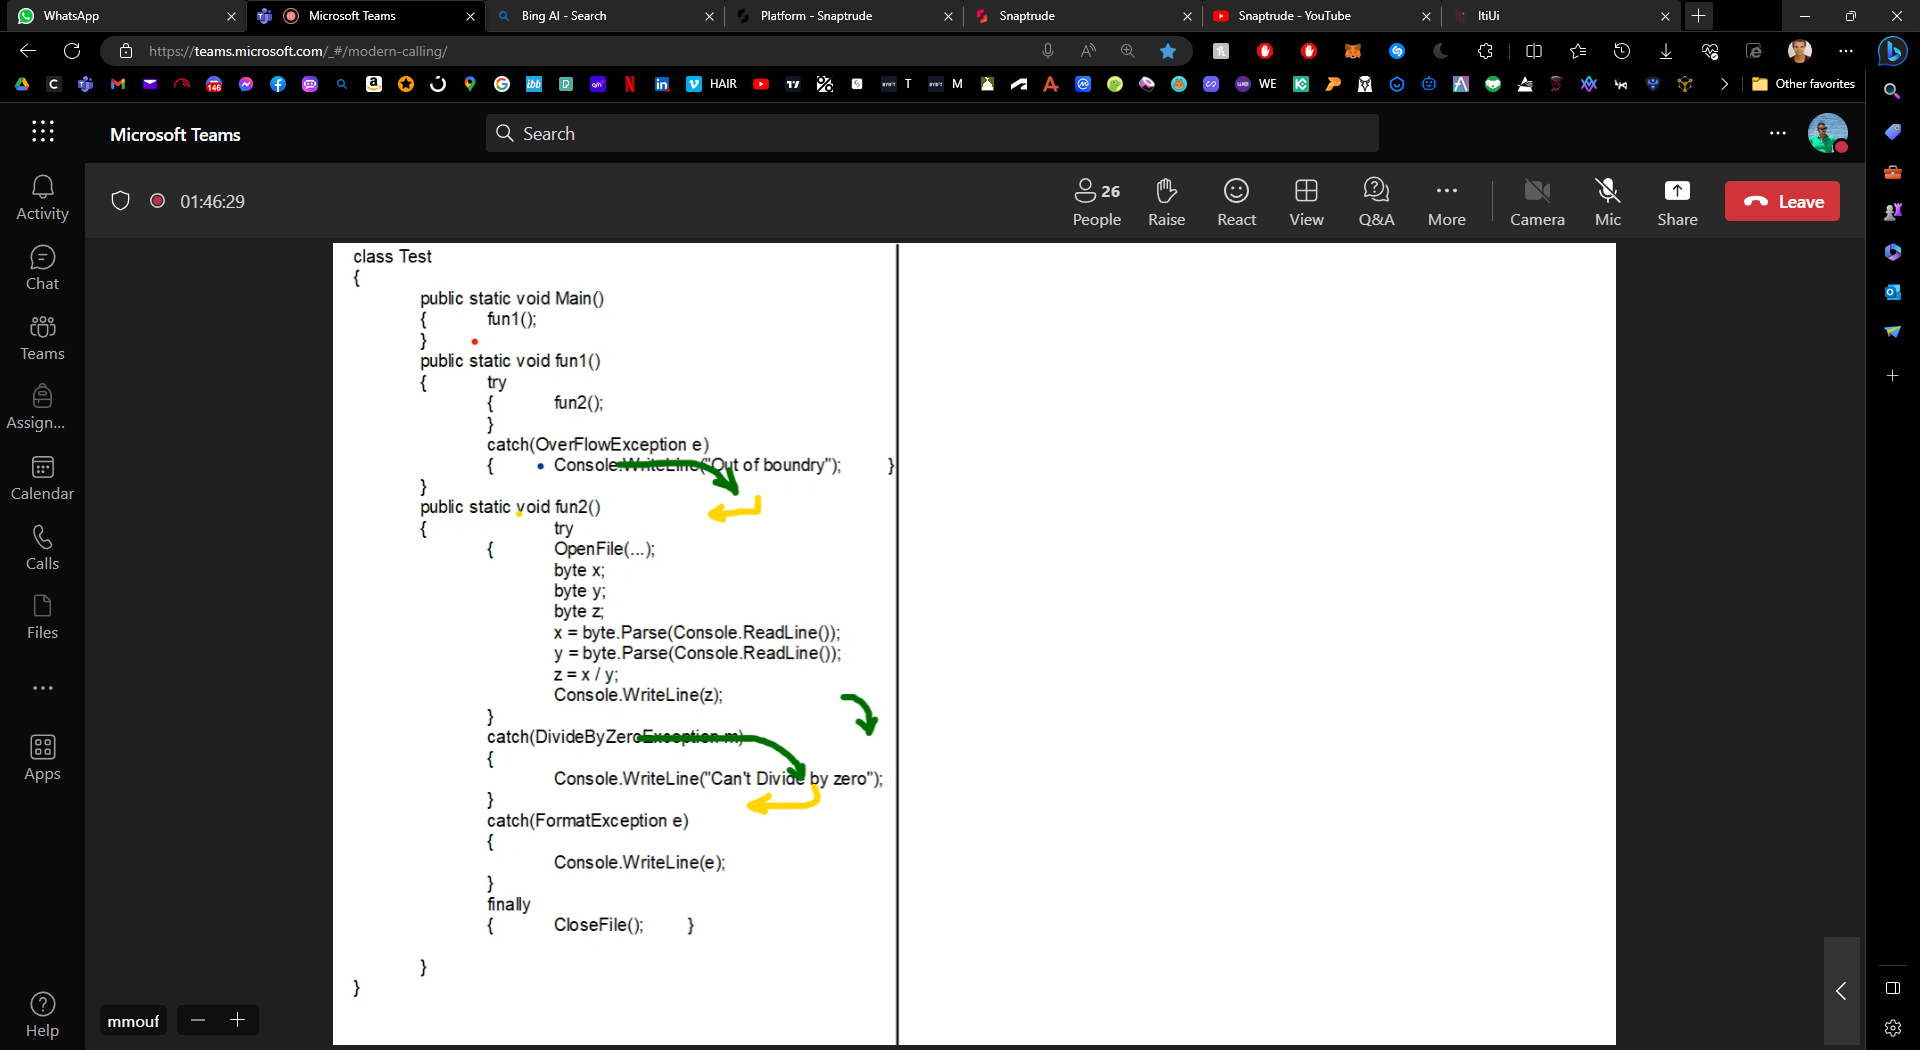 WhatsApp
Microsoft Teams
Bing AI - Search
Platform - Snaptrude
Snaptrude
Snaptrude - YouTube
ItiUi
https://teams.microsoft.com/_#/modern-calling/
146
HAIR
T
M
WE
Other favorites
Microsoft Teams
Search
01:46:29
26
People
Raise
React
View
Q&A
More
Camera
Mic
Share
Leave
Activity
Chat
Teams
Assign...
Calendar
Calls
Files
Apps
Help
class Test
{
public static void Main()
{ fun1();
}
public static void fun1()
{ try
{ fun2();
}
catch(OverFlowException e)
{ Console.WriteLine("Out of boundry"); }
}
public static void fun2()
{ try
{ OpenFile(...);
byte x;
byte y;
byte z;
x = byte.Parse(Console.ReadLine());
y = byte.Parse(Console.ReadLine());
z = x / y;
Console.WriteLine(z);
}
catch(DivideByZeroException m)
{
Console.WriteLine("Can't Divide by zero");
}
catch(FormatException e)
{
Console.WriteLine(e);
}
finally
{ CloseFile(); }
}
}
mmouf